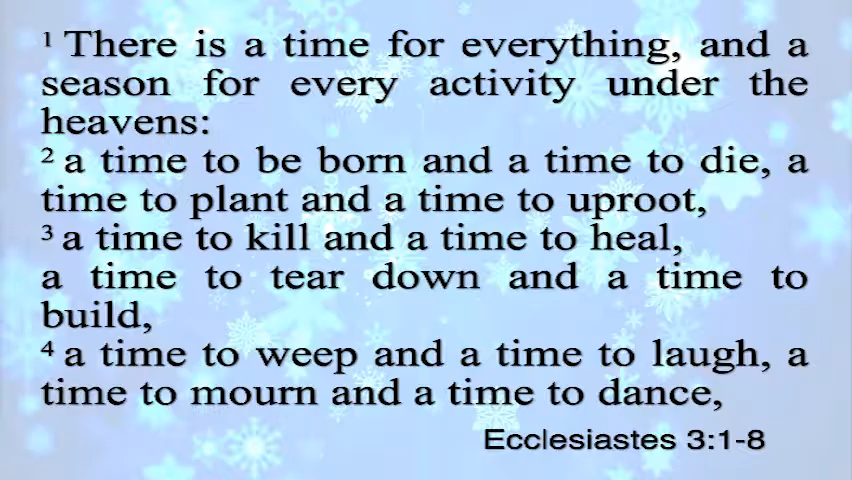 ¹ There is a time for everything, and a
season for every activity under the
heavens:
² a time to be born and a time to die, a
time to plant and a time to uproot,
³ a time to kill and a time to heal,
a time to tear down and a time to
build,
⁴ a time to weep and a time to laugh, a
time to mourn and a time to dance,
Ecclesiastes 3:1-8